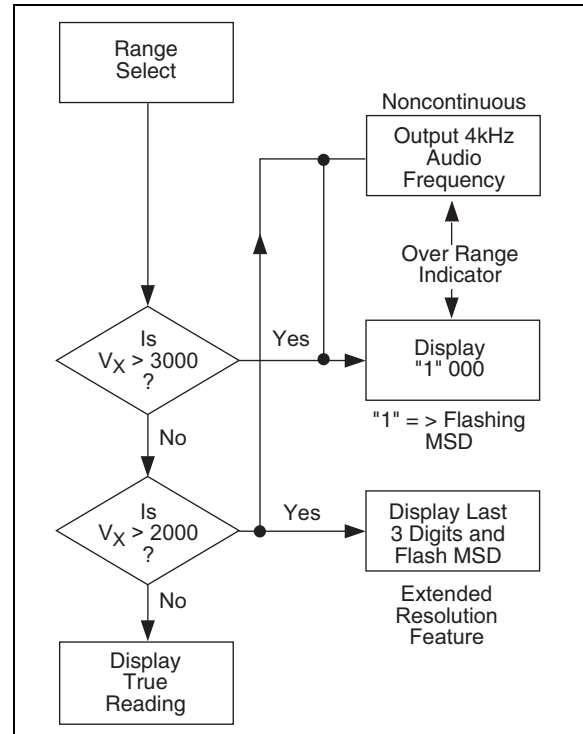 Range
Select
Noncontinuous
Output 4kHz
Audio
Frequency
Over Range
Indicator
Is
VX > 3000
?
Yes
Display
"1" 000
"1" = > Flashing
MSD
No
Is
VX > 2000
?
Yes
Display Last
3 Digits and
Flash MSD
Extended
Resolution
Feature
No
Display
True
Reading